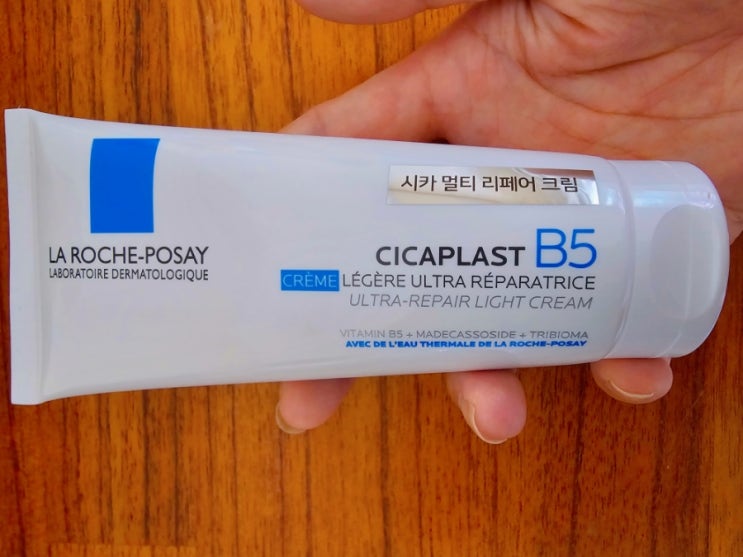 LA ROCHE-POSAY
LABORATOIRE DERMATOLOGIQUE
시카 멀티 리페어 크림
CICAPLAST B5
CRÈME LÉGÈRE ULTRA RÉPARATRICE
ULTRA-REPAIR LIGHT CREAM
VITAMIN B5 + MADECASSOSIDE + TRIBIOMA
AVEC DE L'EAU THERMALE DE LA ROCHE-POSAY